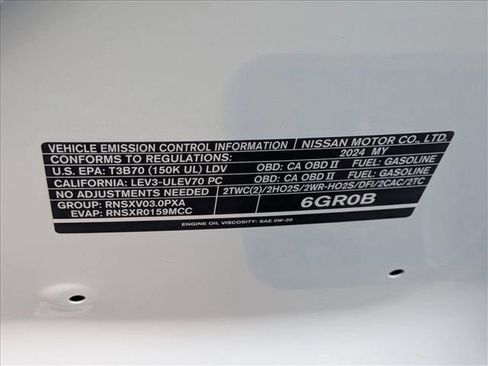 VEHICLE EMISSION CONTROL INFORMATION NISSAN MOTOR CO., LTD.
CONFORMS TO REGULATIONS: 2024 MY
U.S. EPA: T3B70 (150K UL) LDV OBD: CA OBD II FUEL: GASOLINE
CALIFORNIA: LEV3-ULEV70 PC OBD: CA OBD II FUEL: GASOLINE
NO ADJUSTMENTS NEEDED 2TWC(2)/2HO2S/2WR-HO2S/DFI/2CAC/2TC
GROUP: RNSXV03.0PXA
EVAP: RNSXR0159MCC 6GR0B
ENGINE OIL VISCOSITY: SAE 0W-20